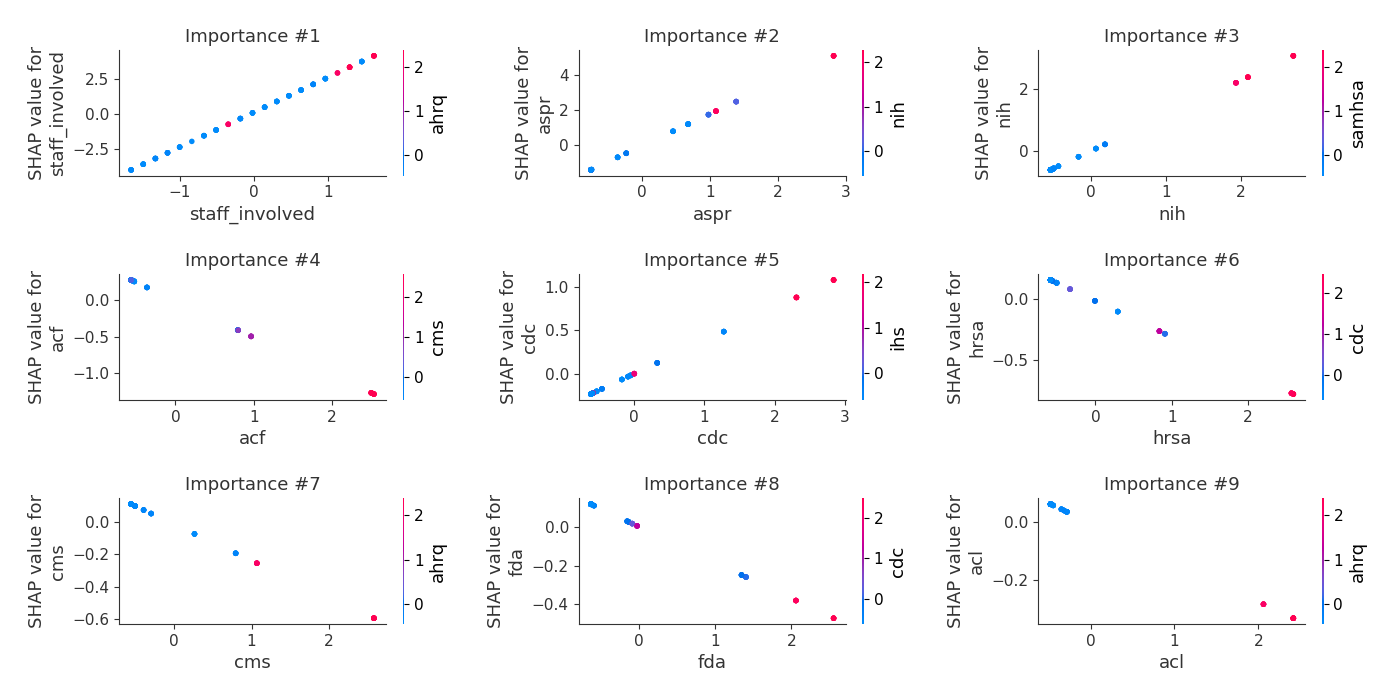 Importance #1
SHAP value for
staff_involved
2.5
0.0
−2.5
−1
0
1
staff_involved
2
1
0
ahrq
Importance #2
SHAP value for
aspr
4
2
0
0
1
2
3
aspr
2
1
0
nih
Importance #3
SHAP value for
nih
2
0
0
1
2
nih
2
1
0
samhsa
Importance #4
SHAP value for
acf
0.0
−0.5
−1.0
0
1
2
acf
2
1
0
cms
Importance #5
SHAP value for
cdc
1.0
0.5
0.0
0
1
2
3
cdc
2
1
0
ihs
Importance #6
SHAP value for
hrsa
0.0
−0.5
0
1
2
hrsa
2
1
0
cdc
Importance #7
SHAP value for
cms
0.0
−0.2
−0.4
−0.6
0
1
2
cms
2
1
0
ahrq
Importance #8
SHAP value for
fda
0.0
−0.2
−0.4
0
1
2
fda
2
1
0
cdc
Importance #9
SHAP value for
acl
0.0
−0.2
0
1
2
acl
2
1
0
ahrq